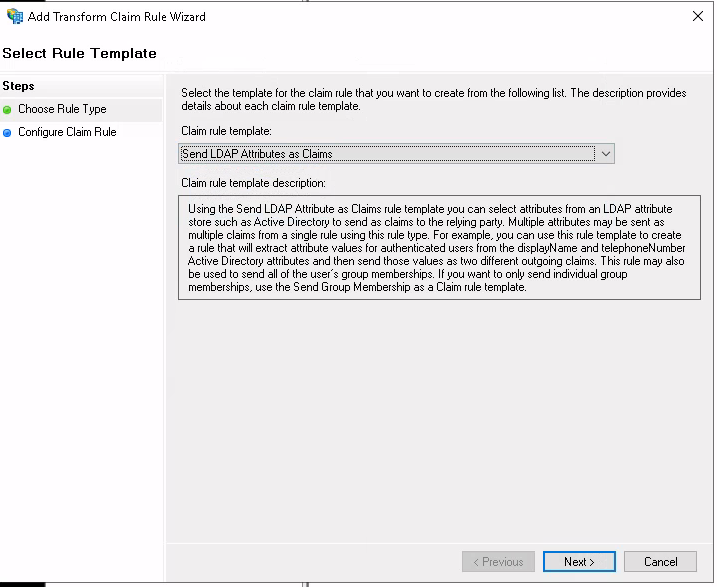 Add Transform Claim Rule Wizard
Select Rule Template
Steps
Choose Rule Type
Configure Claim Rule
Select the template for the claim rule that you want to create from the following list. The description provides
details about each claim rule template.
Claim rule template:
Send LDAP Attributes as Claims
Claim rule template description:
Using the Send LDAP Attribute as Claims rule template you can select attributes from an LDAP attribute
store such as Active Directory to send as claims to the relying party. Multiple attributes may be sent as
multiple claims from a single rule using this rule type. For example, you can use this rule template to create
a rule that will extract attribute values for authenticated users from the displayName and telephoneNumber
Active Directory attributes and then send those values as two different outgoing claims. This rule may also
be used to send all of the user's group memberships. If you want to only send individual group
memberships, use the Send Group Membership as a Claim rule template.
< Previous
Next >
Cancel